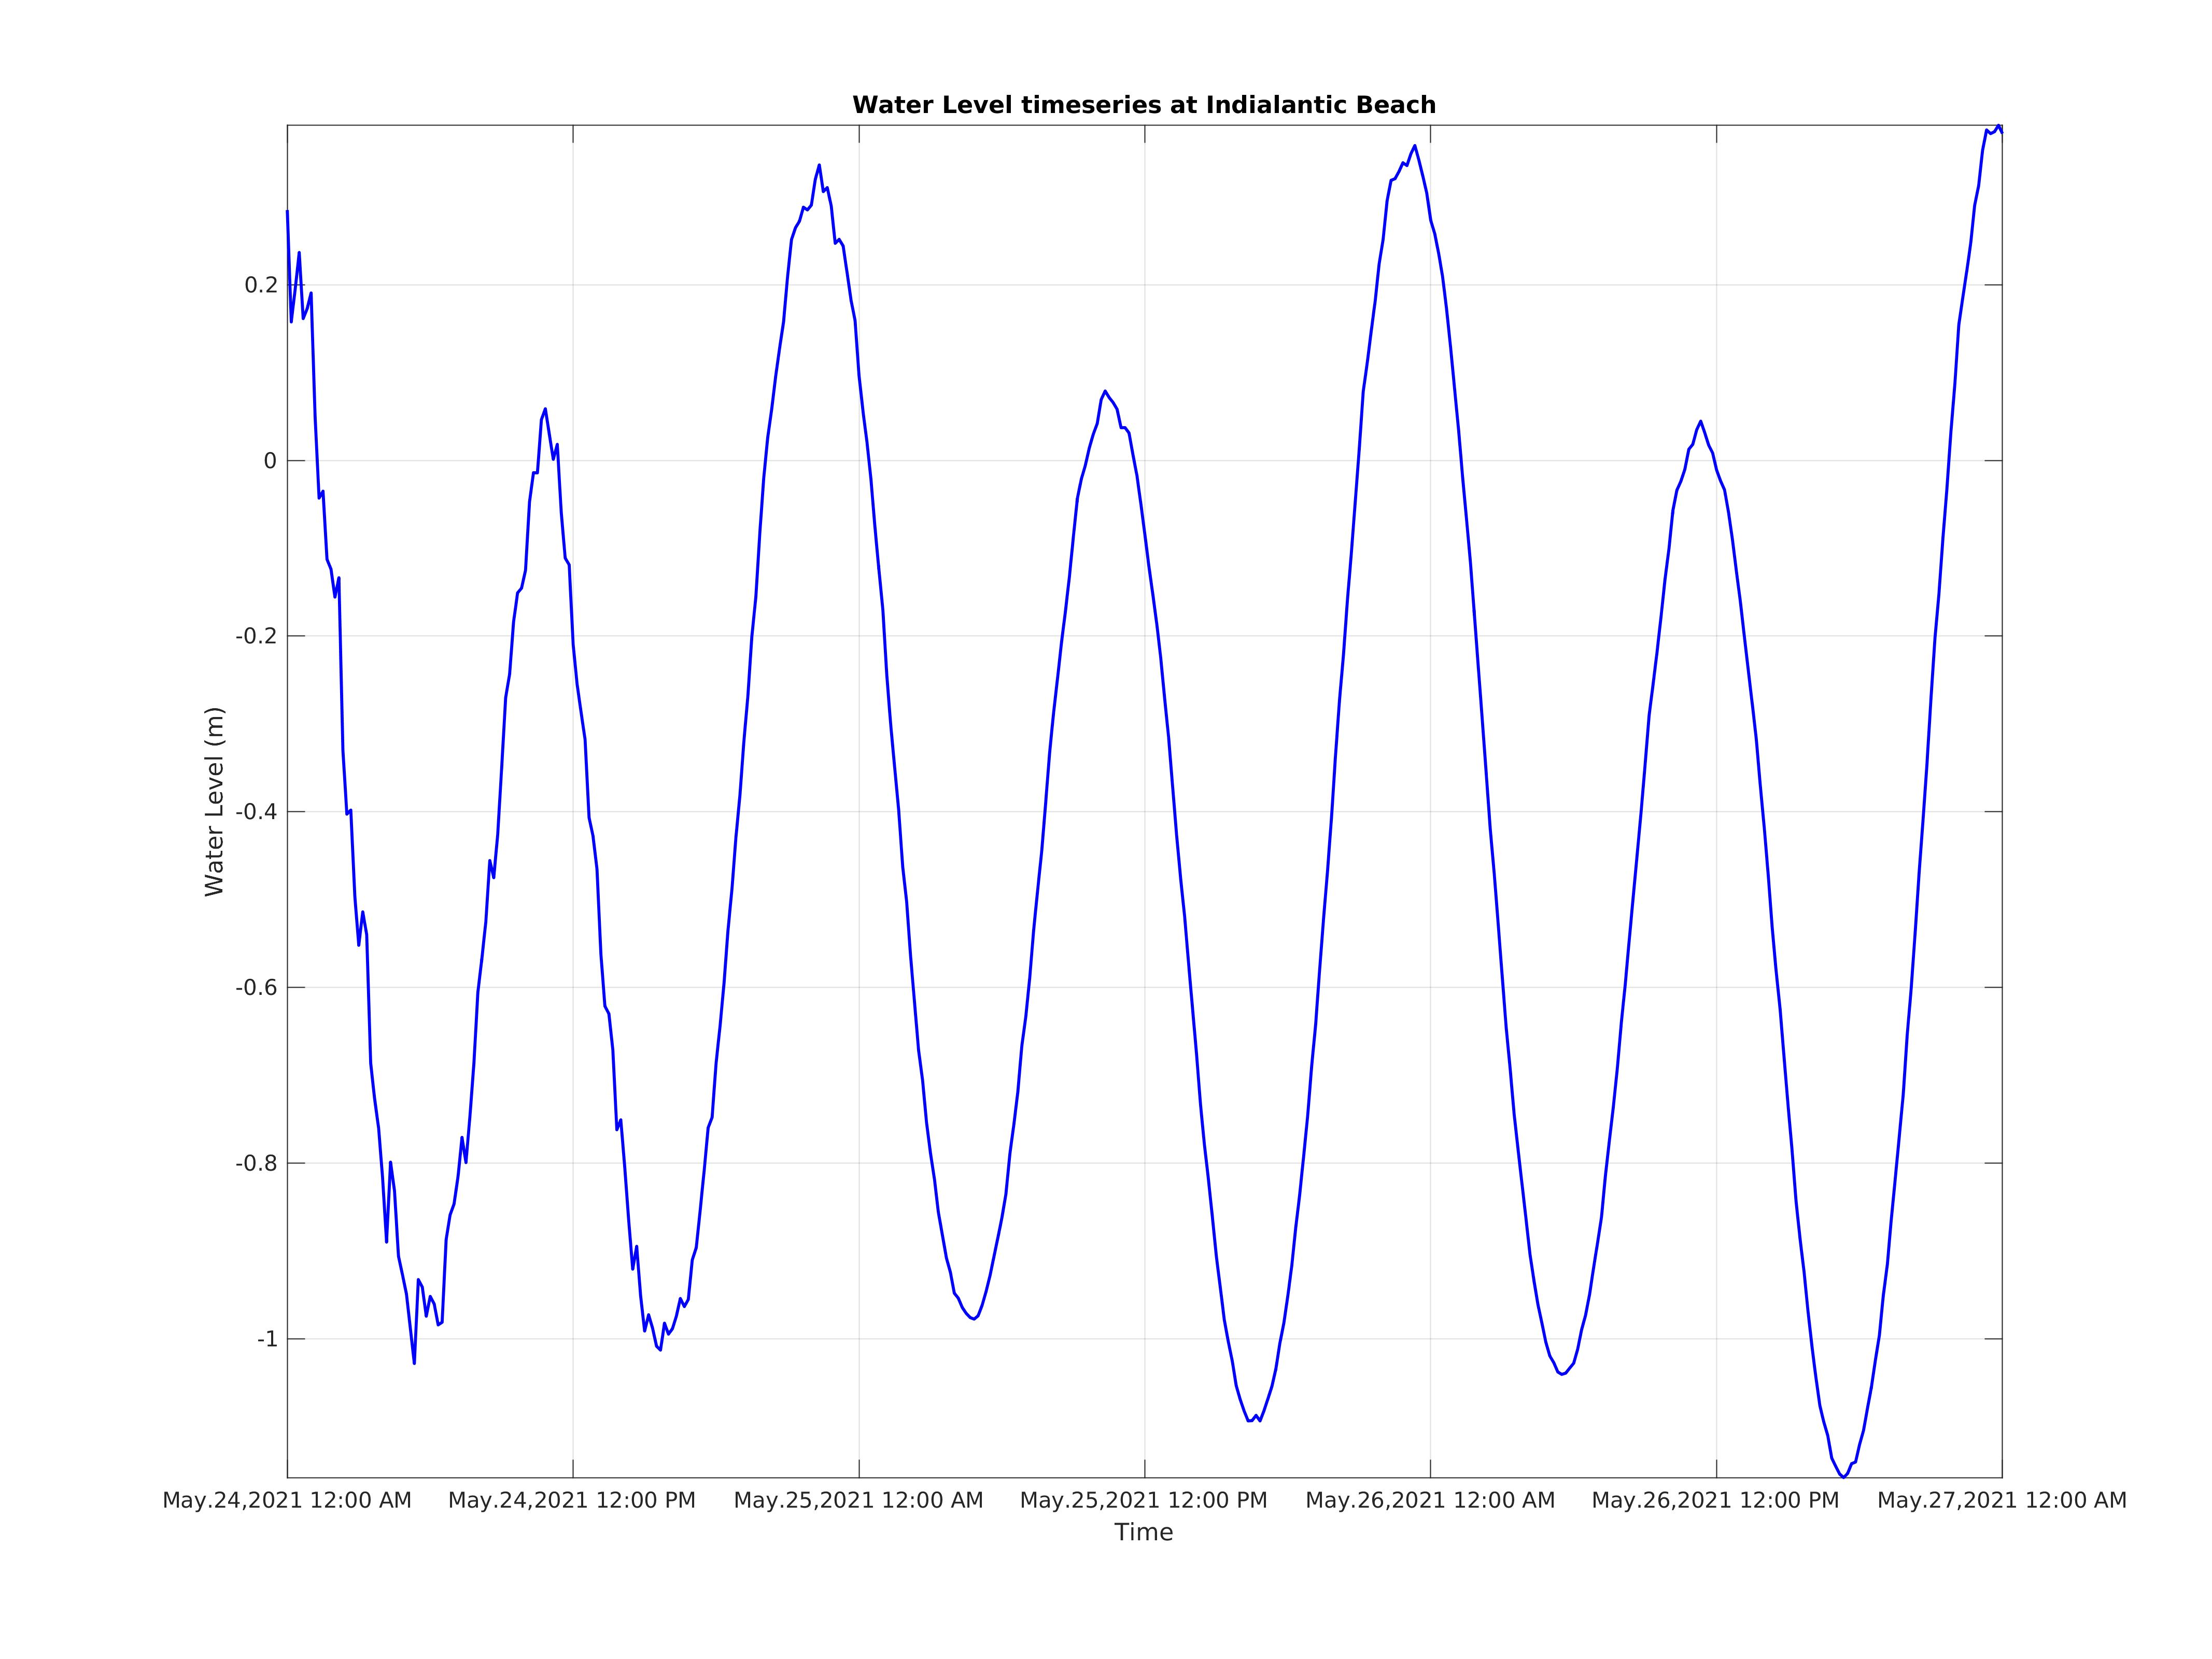 Water Level timeseries at Indialantic Beach
Water Level (m)
0.2
0
-0.2
-0.4
-0.6
-0.8
-1
May.24,2021 12:00 AM
May.24,2021 12:00 PM
May.25,2021 12:00 AM
May.25,2021 12:00 PM
May.26,2021 12:00 AM
May.26,2021 12:00 PM
May.27,2021 12:00 AM
Time